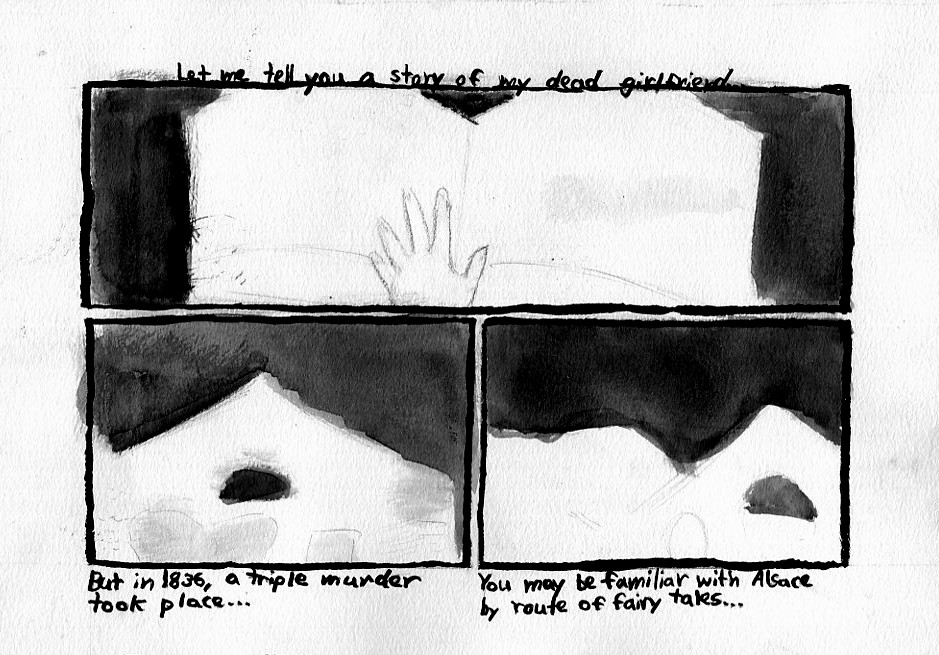 Let me tell you a story of my dead girlfriend...
But in 1836, a triple murder
took place...
You may be familiar with Alsace
by route of fairy tales...